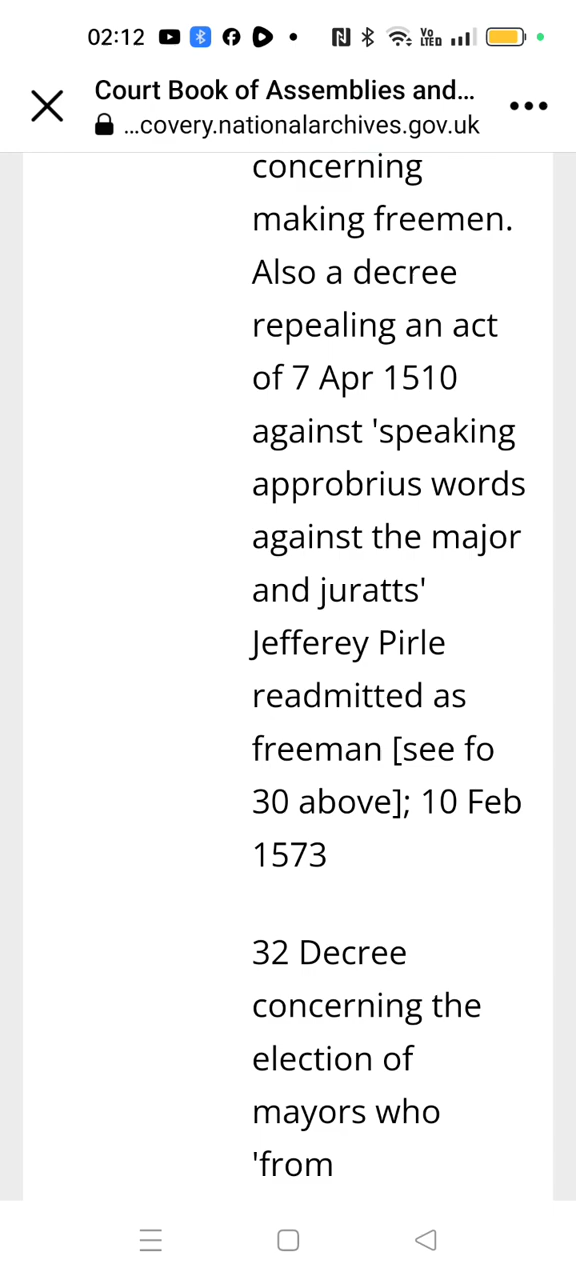 02:12
VoLTED
Court Book of Assemblies and...
...covery.nationalarchives.gov.uk
concerning
making freemen.
Also a decree
repealing an act
of 7 Apr 1510
against 'speaking
approbrius words
against the major
and juratts'
Jefferey Pirle
readmitted as
freeman [see fo
30 above]; 10 Feb
1573
32 Decree
concerning the
election of
mayors who
'from